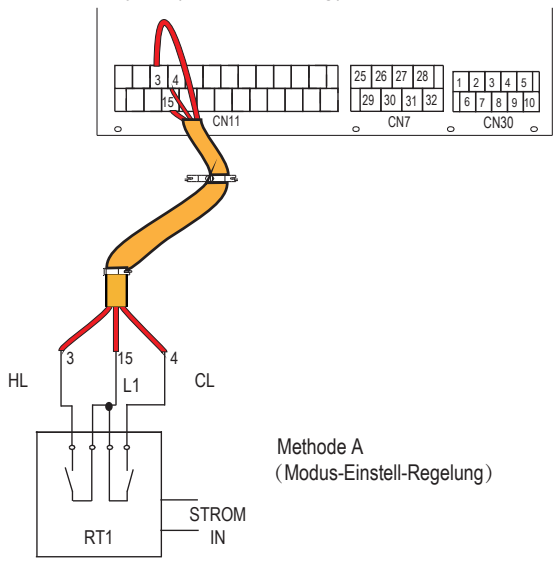 3 4
15
CN11
25 26 27 28
29 30 31 32
CN7
1 2 3 4 5
6 7 8 9 10
CN30
3 15 4
HL L1 CL
Methode A
(Modus-Einstell-Regelung)
STROM
IN
RT1